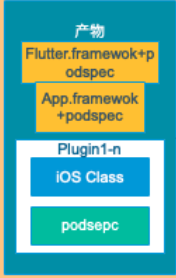 产物
Flutter.framewok+p
odspec
App.framewok
+podspec
Plugin1-n
iOS Class
podsepc